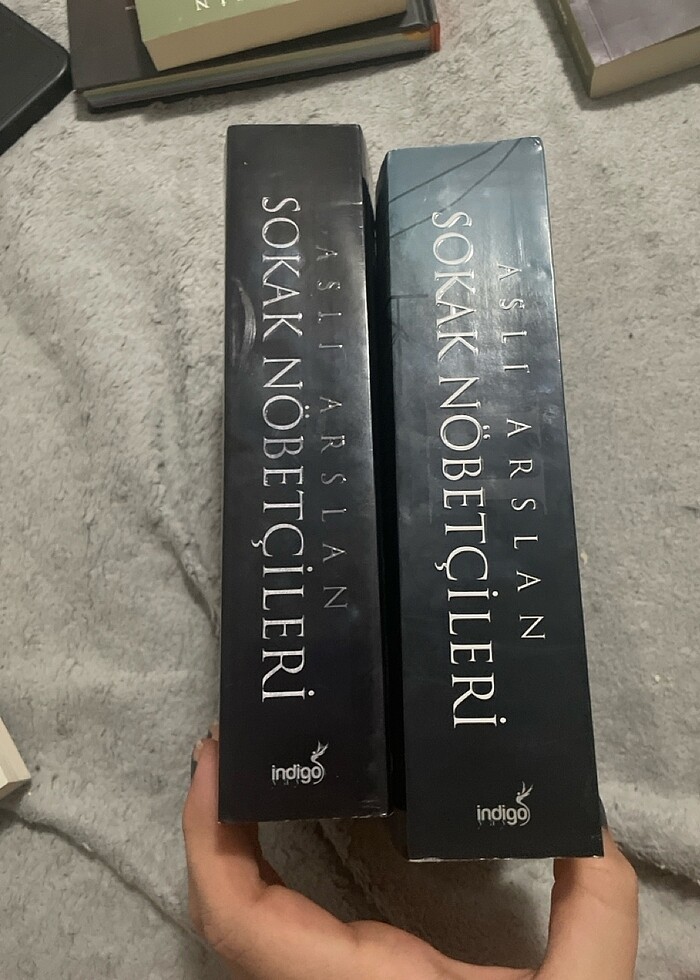 ASLI ARSLAN
SOKAK NÖBETÇİLERİ
indigo
ASLI ARSLAN
SOKAK NÖBETÇİLERİ
indigo